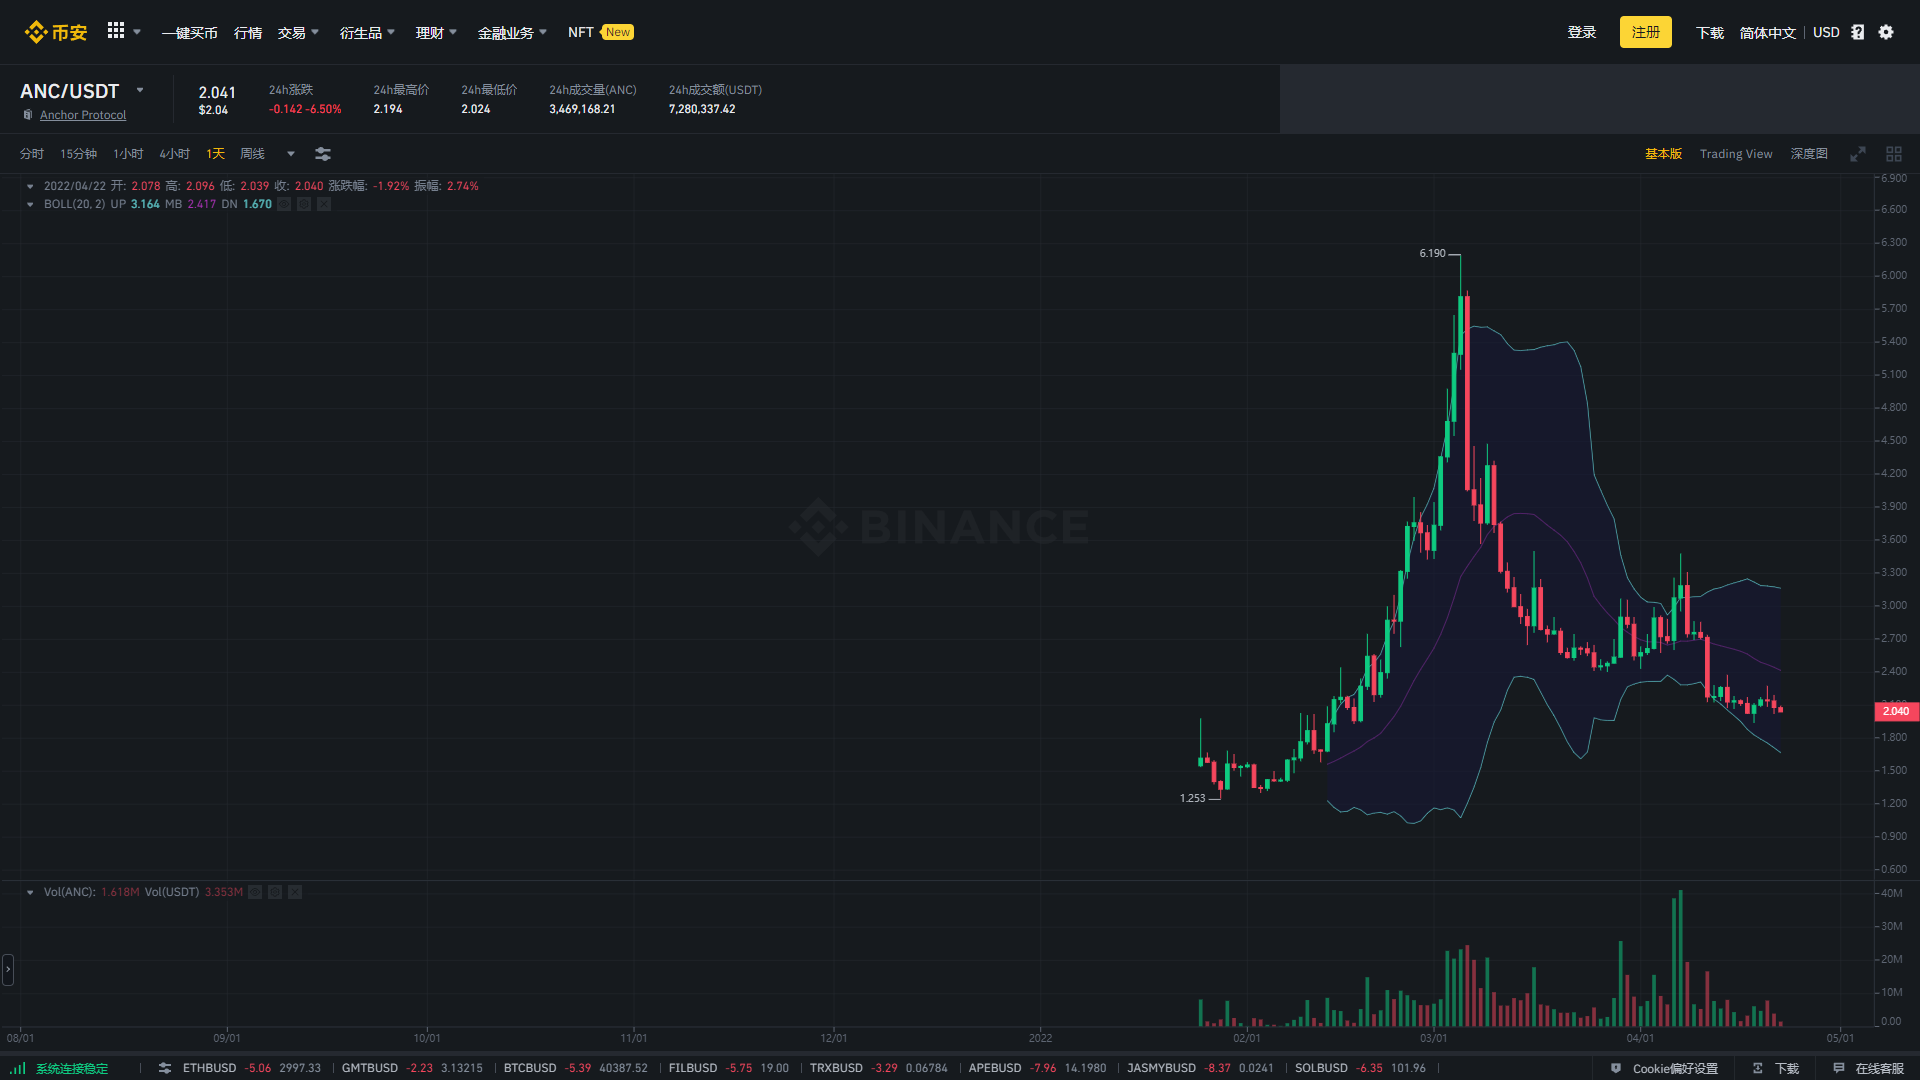 币安 一键买币 行情 交易 衍生品 理财 金融业务 NFT New 登录 注册 下载 简体中文 USD
ANC/USDT 2.041 24h涨跌 24h最高价 24h最低价 24h成交量(ANC) 24h成交额(USDT)
Anchor Protocol $2.04 -0.142 -6.50% 2.194 2.024 3,469,168.21 7,280,337.42
分时 15分钟 1小时 4小时 1天 周线 基本版 Trading View 深度图
2022/04/22 开: 2.078 高: 2.096 低: 2.039 收: 2.040 涨跌幅: -1.92% 振幅: 2.74%
BOLL(20, 2) UP 3.164 MB 2.417 DN 1.670
6.900
6.600
6.300
6.190
6.000
5.700
5.400
5.100
4.800
4.500
4.200
3.900
BINANCE
3.600
3.300
3.000
2.700
2.400
2.040
1.800
1.500
1.253
1.200
0.900
0.600
Vol(ANC): 1.618M Vol(USDT) 3.353M
40M
30M
20M
10M
0.00
08/01 09/01 10/01 11/01 12/01 2022 02/01 03/01 04/01 05/01
系统连接稳定 ETHBUSD -5.06 2997.33 GMTBUSD -2.23 3.13215 BTCBUSD -5.39 40387.52 FILBUSD -5.75 19.00 TRXBUSD -3.29 0.06784 APEBUSD -7.96 14.1980 JASMYBUSD -8.37 0.0241 SOLBUSD -6.35 101.96 Cookie偏好设置 下载 在线客服